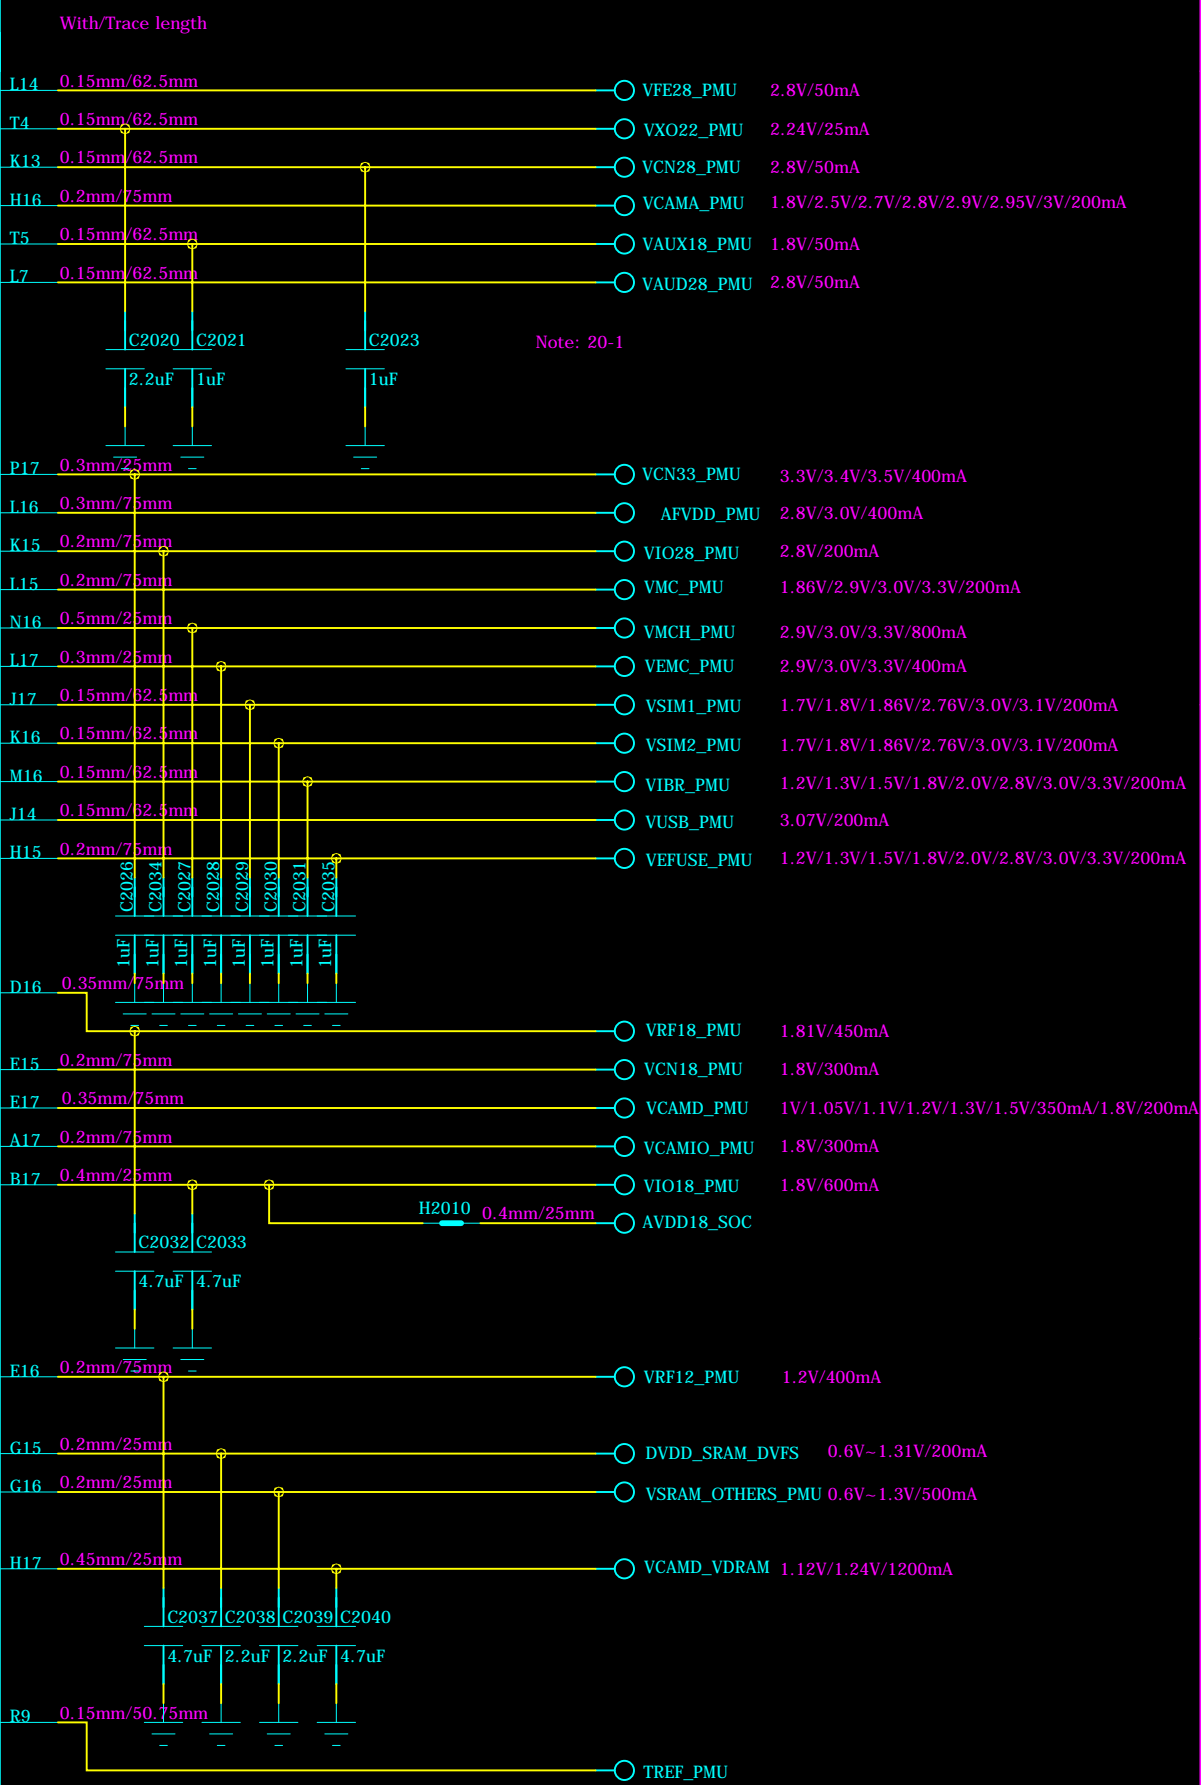 With/Trace length
L14 0.15mm/62.5mm VFE28_PMU 2.8V/50mA
T4 0.15mm/62.5mm VXO22_PMU 2.24V/25mA
K13 0.15mm/62.5mm VCN28_PMU 2.8V/50mA
H16 0.2mm/75mm VCAMA_PMU 1.8V/2.5V/2.7V/2.8V/2.9V/2.95V/3V/200mA
T5 0.15mm/62.5mm VAUX18_PMU 1.8V/50mA
L7 0.15mm/62.5mm VAUD28_PMU 2.8V/50mA
C2020 C2021 C2023 Note: 20-1
2.2uF 1uF 1uF
P17 0.3mm/25mm VCN33_PMU 3.3V/3.4V/3.5V/400mA
L16 0.3mm/75mm AFVDD_PMU 2.8V/3.0V/400mA
K15 0.2mm/75mm VIO28_PMU 2.8V/200mA
L15 0.2mm/75mm VMC_PMU 1.86V/2.9V/3.0V/3.3V/200mA
N16 0.5mm/25mm VMCH_PMU 2.9V/3.0V/3.3V/800mA
L17 0.3mm/25mm VEMC_PMU 2.9V/3.0V/3.3V/400mA
J17 0.15mm/62.5mm VSIM1_PMU 1.7V/1.8V/1.86V/2.76V/3.0V/3.1V/200mA
K16 0.15mm/62.5mm VSIM2_PMU 1.7V/1.8V/1.86V/2.76V/3.0V/3.1V/200mA
M16 0.15mm/62.5mm VIBR_PMU 1.2V/1.3V/1.5V/1.8V/2.0V/2.8V/3.0V/3.3V/200mA
J14 0.15mm/62.5mm VUSB_PMU 3.07V/200mA
H15 0.2mm/75mm VEFUSE_PMU 1.2V/1.3V/1.5V/1.8V/2.0V/2.8V/3.0V/3.3V/200mA
C2026 C2034 C2027 C2028 C2029 C2030 C2031 C2035
1uF 1uF 1uF 1uF 1uF 1uF 1uF 1uF
D16 0.35mm/75mm
VRF18_PMU 1.81V/450mA
E15 0.2mm/75mm VCN18_PMU 1.8V/300mA
E17 0.35mm/75mm VCAMD_PMU 1V/1.05V/1.1V/1.2V/1.3V/1.5V/350mA/1.8V/200mA
A17 0.2mm/75mm VCAMIO_PMU 1.8V/300mA
B17 0.4mm/25mm VIO18_PMU 1.8V/600mA
H2010 0.4mm/25mm AVDD18_SOC
C2032 C2033
4.7uF 4.7uF
E16 0.2mm/75mm VRF12_PMU 1.2V/400mA
G15 0.2mm/25mm DVDD_SRAM_DVFS 0.6V~1.31V/200mA
G16 0.2mm/25mm VSRAM_OTHERS_PMU 0.6V~1.3V/500mA
H17 0.45mm/25mm VCAMD_VDRAM 1.12V/1.24V/1200mA
C2037 C2038 C2039 C2040
4.7uF 2.2uF 2.2uF 4.7uF
R9 0.15mm/50.75mm
TREF_PMU